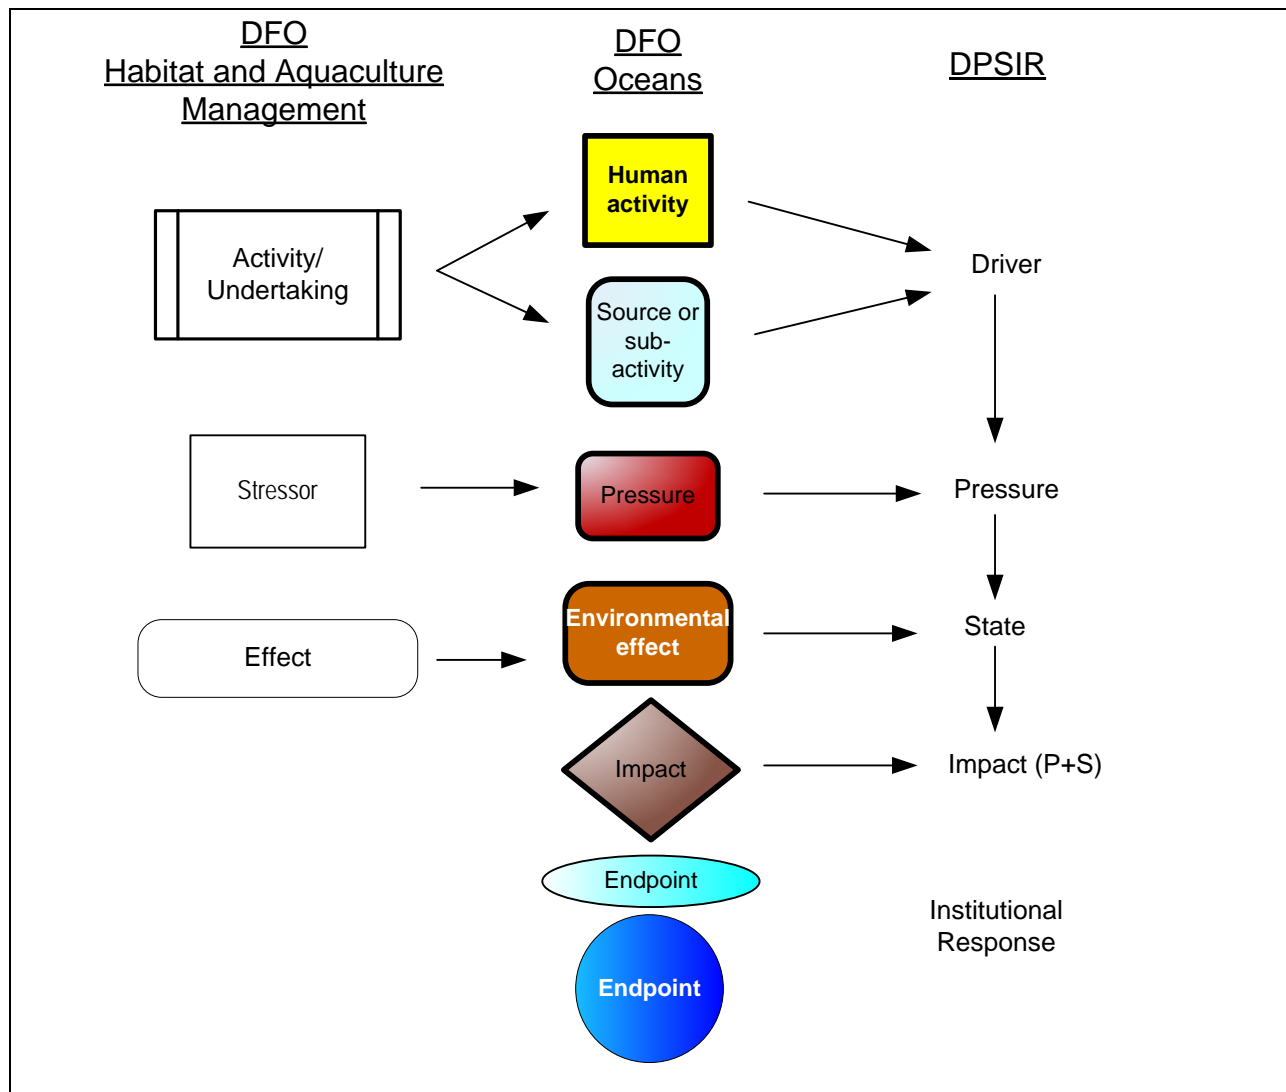 DFO
Habitat and Aquaculture
Management
DFO
Oceans
DPSIR
Human
activity
Activity/
Undertaking
Driver
Source or
sub-
activity
Stressor
Pressure
Pressure
Effect
Environmental
effect
State
Impact
Impact (P+S)
Endpoint
Institutional
Response
Endpoint